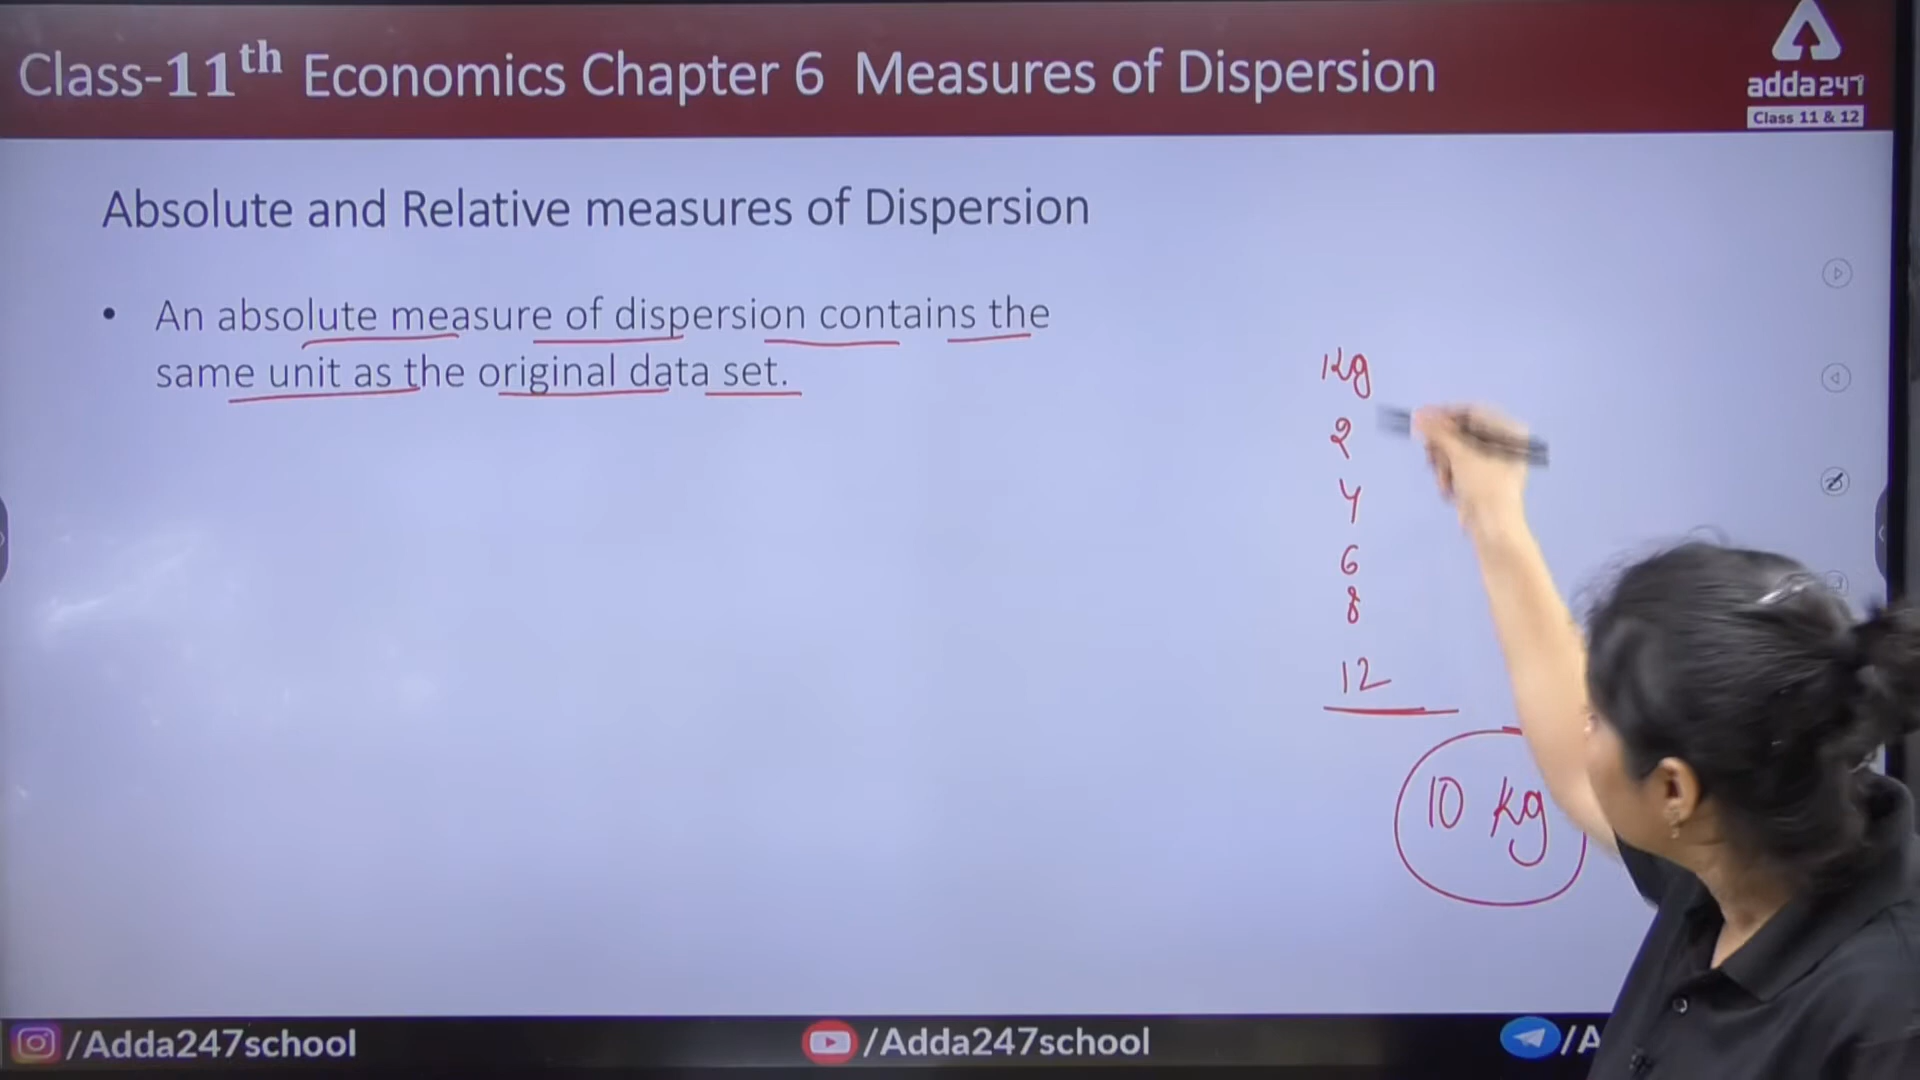 Class-11th Economics Chapter 6 Measures of Dispersion
adda247
Class 11 & 12
Absolute and Relative measures of Dispersion
• An absolute measure of dispersion contains the
same unit as the original data set.
Kg
2
4
6
8
12
10 kg
/Adda247school
/Adda247school
/A